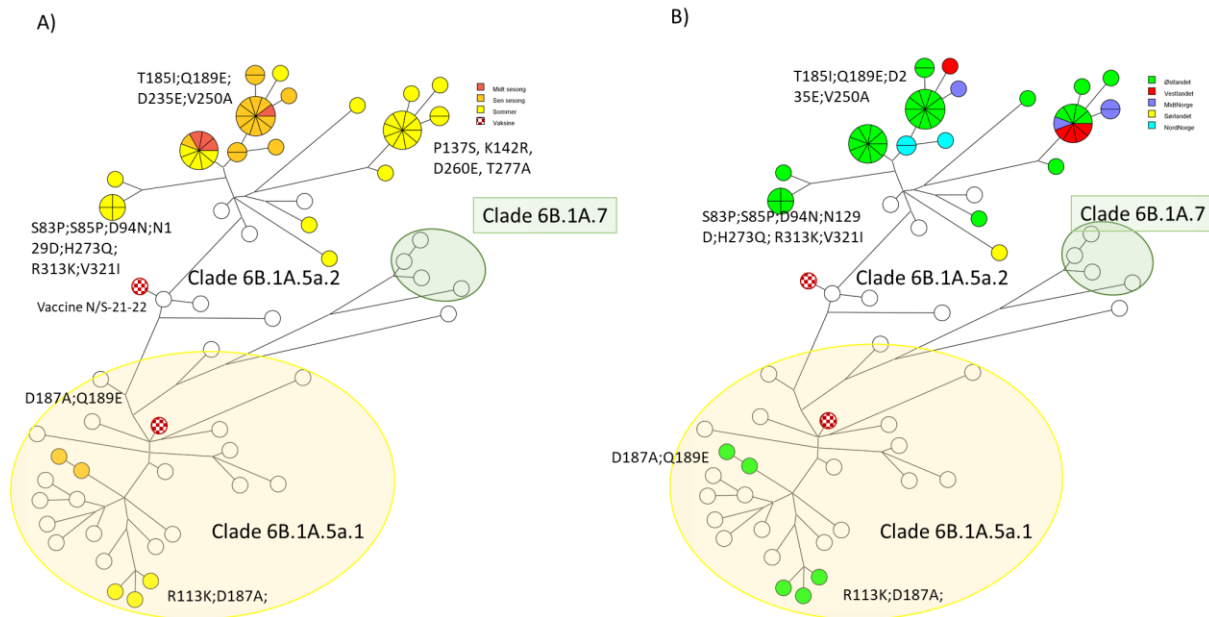 A)
T185I;Q189E;
D235E;V250A
Midt sesong
Sen sesong
Sommer
Vaksine
P137S, K142R,
D260E, T277A
Clade 6B.1A.7
S83P;S85P;D94N;N1
29D;H273Q;
R313K;V321I
Clade 6B.1A.5a.2
Vaccine N/S-21-22
D187A;Q189E
Clade 6B.1A.5a.1
R113K;D187A;
B)
T185I;Q189E;D2
35E;V250A
Østlandet
Vestlandet
MidtNorge
Sørlandet
NordNorge
Clade 6B.1A.7
S83P;S85P;D94N;N129
D;H273Q; R313K;V321I
Clade 6B.1A.5a.2
D187A;Q189E
Clade 6B.1A.5a.1
R113K;D187A;